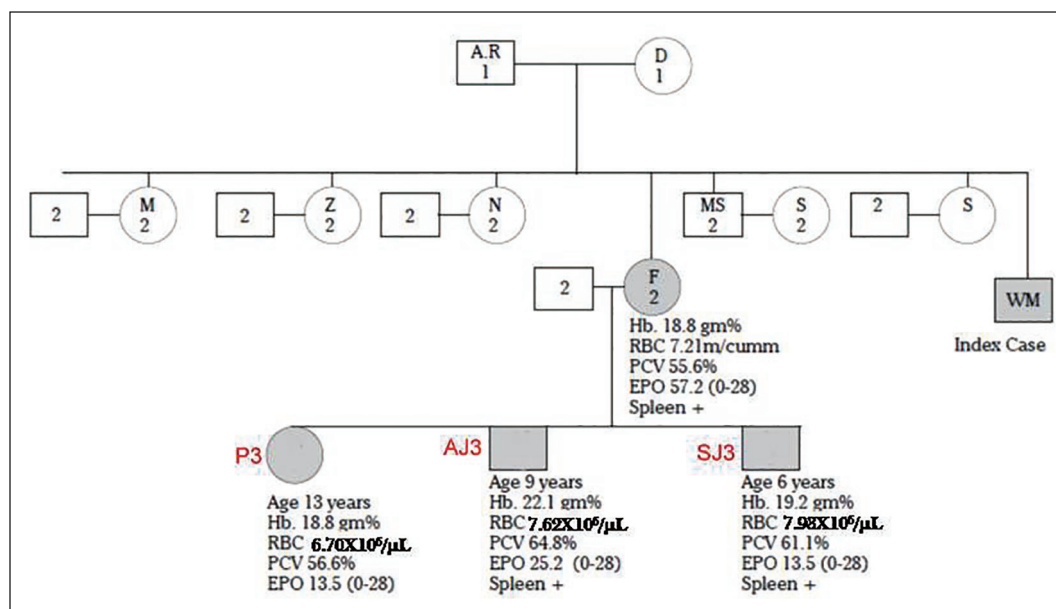 A.R
1
D
1
2
M
2
2
Z
2
2
N
2
MS
2
S
2
2
S
2
F
2
WM
Hb. 18.8 gm%
RBC 7.21m/cumm
PCV 55.6%
EPO 57.2 (0-28)
Spleen +
Index Case
P3
AJ3
SJ3
Age 13 years
Hb. 18.8 gm%
RBC 6.70X10⁶/μL
PCV 56.6%
EPO 13.5 (0-28)
Age 9 years
Hb. 22.1 gm%
RBC 7.62X10⁶/μL
PCV 64.8%
EPO 25.2 (0-28)
Spleen +
Age 6 years
Hb. 19.2 gm%
RBC 7.98X10⁶/μL
PCV 61.1%
EPO 13.5 (0-28)
Spleen +